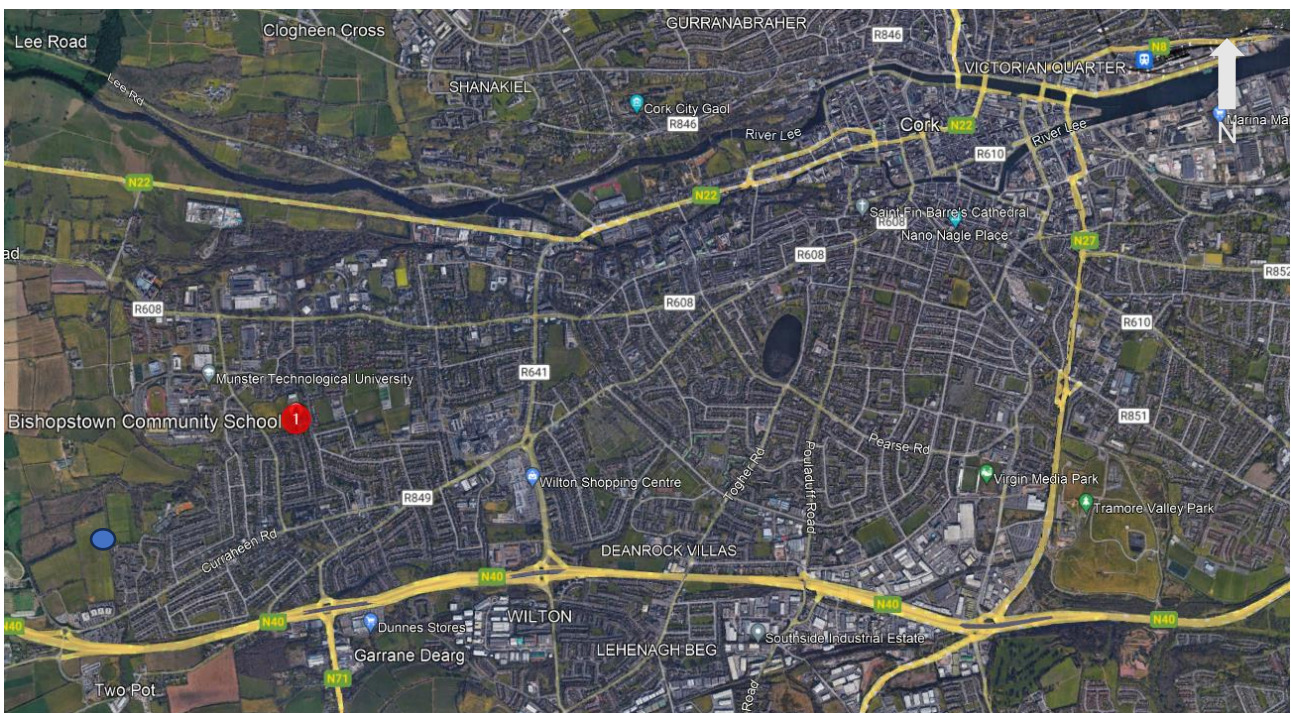 GURRANABRAHER
Clogheen Cross
Lee Road
R846
N8
VICTORIAN QUARTER
SHANAKIEL
Lee Rd
Cork City Gaol
R846
Marina Mar
N
Cork
N22
River Lee
River Lee
R610
N22
N22
Saint Fin Barre's Cathedral
R608
Nano Nagle Place
N27
ad
R608
R852
R608
R608
R610
R641
Munster Technological University
1
Bishopstown Community School
R851
Pearse Rd
Togher Rd
Pouladuff Road
Virgin Media Park
Wilton Shopping Centre
R849
Tramore Valley Park
Curraheen Rd
DEANROCK VILLAS
N40
N40
N40
N40
N40
WILTON
Dunnes Stores
Southside Industrial Estate
LEHENAGH BEG
Garrane Dearg
N71
Two Pot
Road